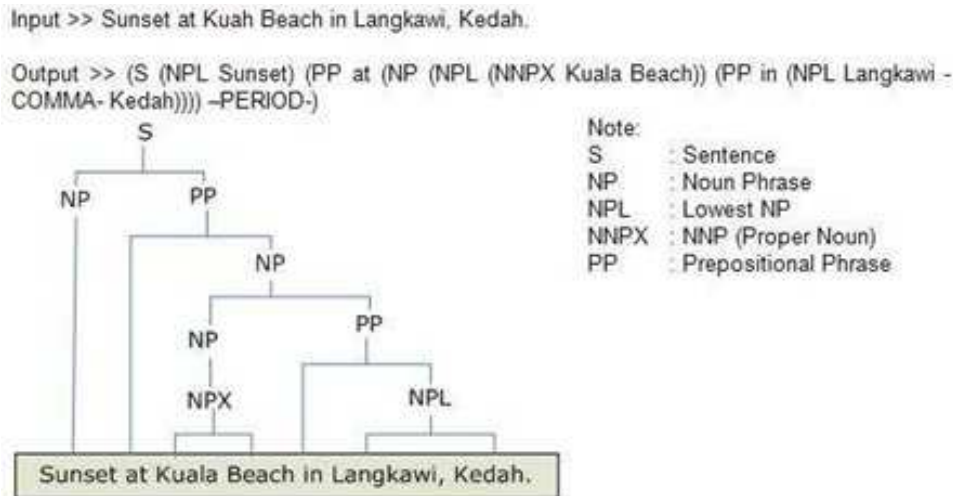 Input >> Sunset at Kuah Beach in Langkawi, Kedah.
Output >> (S (NPL Sunset) (PP at (NP (NPL (NNPX Kuala Beach)) (PP in (NPL Langkawi -
COMMA- Kedah)))) –PERIOD-)
S
NP PP
NP
NP PP
NPX NPL
Sunset at Kuala Beach in Langkawi, Kedah.
Note:
S : Sentence
NP : Noun Phrase
NPL : Lowest NP
NNPX : NNP (Proper Noun)
PP : Prepositional Phrase